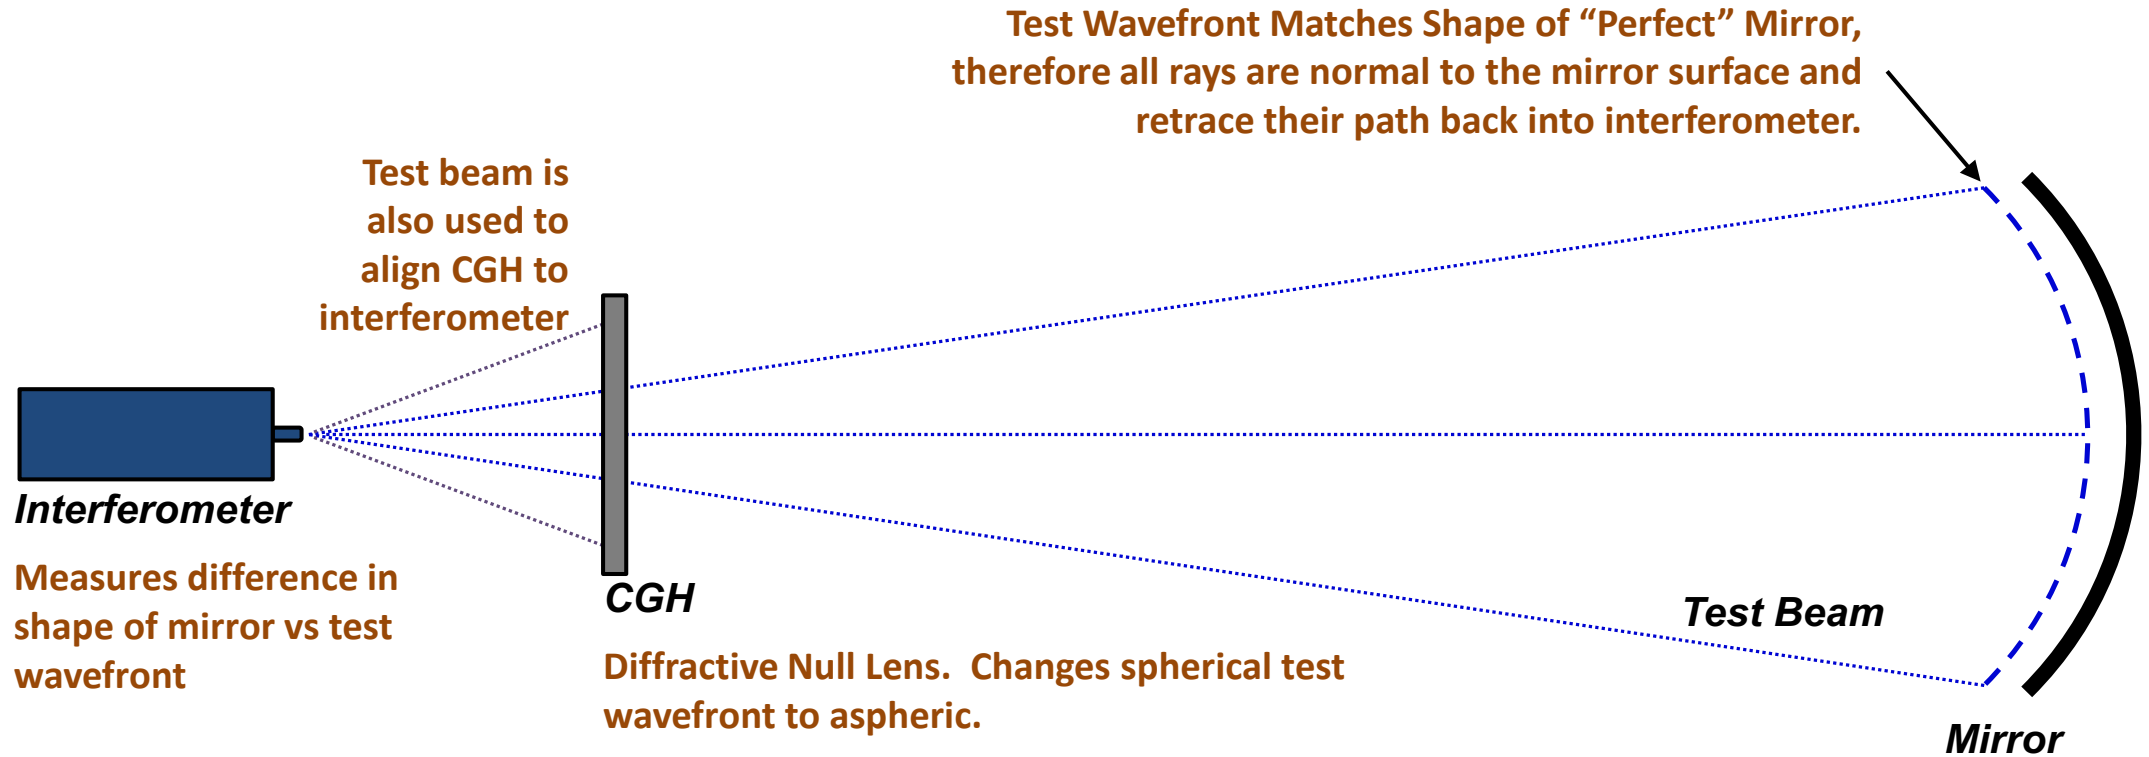 Test Wavefront Matches Shape of “Perfect” Mirror,
therefore all rays are normal to the mirror surface and
retrace their path back into interferometer.
Test beam is
also used to
align CGH to
interferometer
Interferometer
Measures difference in
shape of mirror vs test
wavefront
CGH
Diffractive Null Lens.  Changes spherical test
wavefront to aspheric.
Test Beam
Mirror